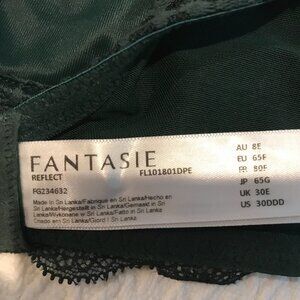 FANTASIE
REFLECT
FL101801DPE
FG234632
Made in Sri Lanka/Fabrique en Sri Lanka/Hecho en
Sri Lanka/Hergestellt in Sri Lanka/Gemaakt in Sri
Lanka/Wykonane w Sri Lanka/Fatto in Sri Lanka
Criado en Sri Lanka/Gjord i Sri Lanka
AU 8E
EU 65F
FR 80F
JP 65G
UK 30E
US 30DDD